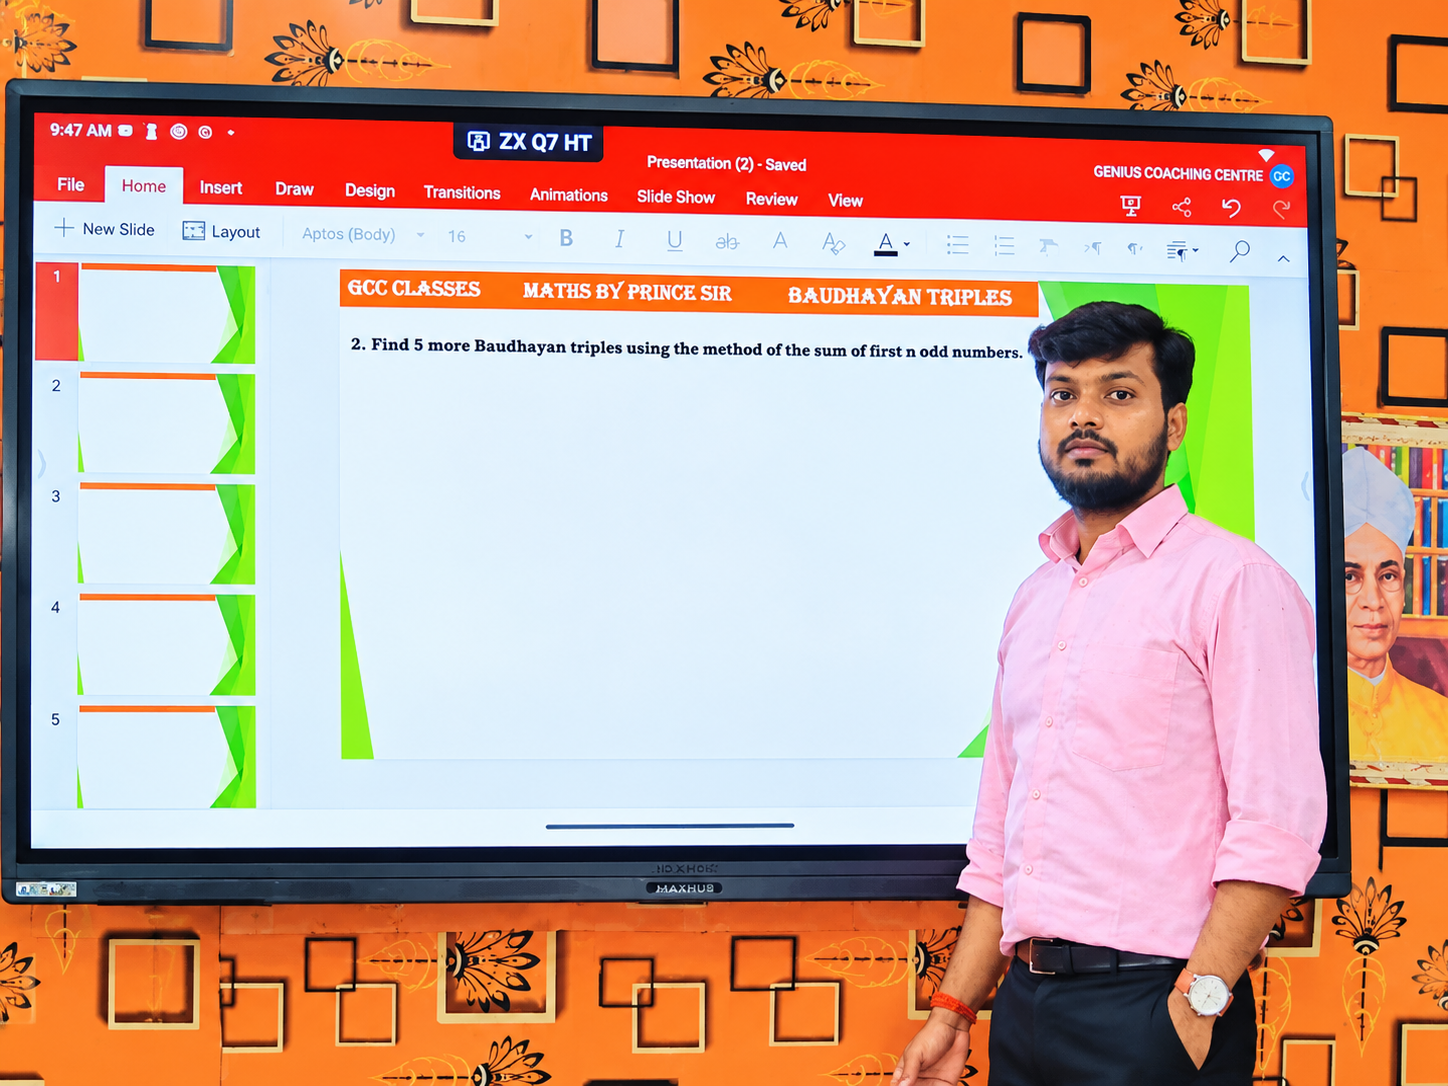 9:47 AM
ZX Q7 HT
Presentation (2) - Saved
GENIUS COACHING CENTRE GC
File Home Insert Draw Design Transitions Animations Slide Show Review View
New Slide Layout Aptos (Body) 16 B I U ab A A A
GCC CLASSES MATHS BY PRINCE SIR BAUDHAYAN TRIPLES
2. Find 5 more Baudhayan triples using the method of the sum of first n odd numbers.
1
2
3
4
5
MAXHUB